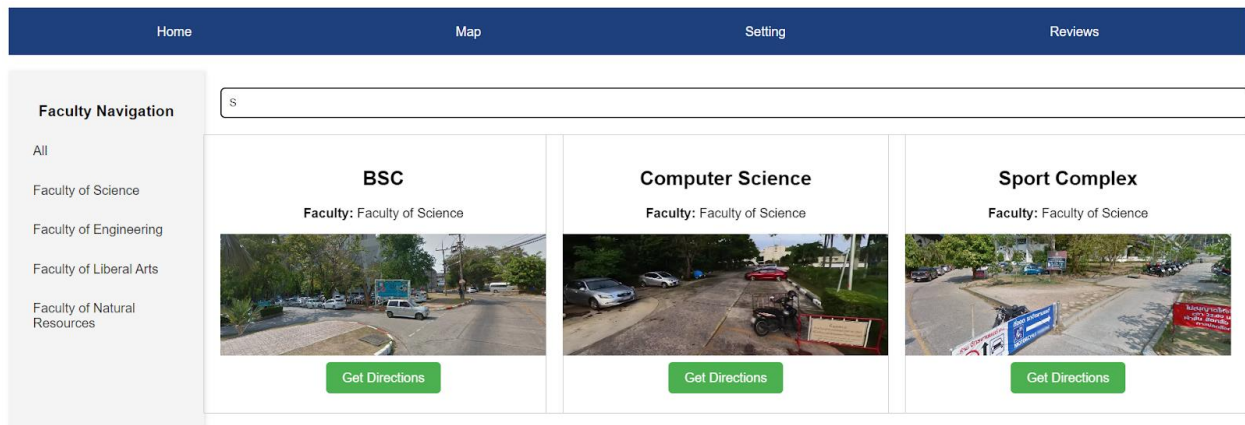 Home
Map
Setting
Reviews
Faculty Navigation
All
Faculty of Science
Faculty of Engineering
Faculty of Liberal Arts
Faculty of Natural
Resources
s
BSC
Faculty: Faculty of Science
Get Directions
Computer Science
Faculty: Faculty of Science
Get Directions
Sport Complex
Faculty: Faculty of Science
Get Directions